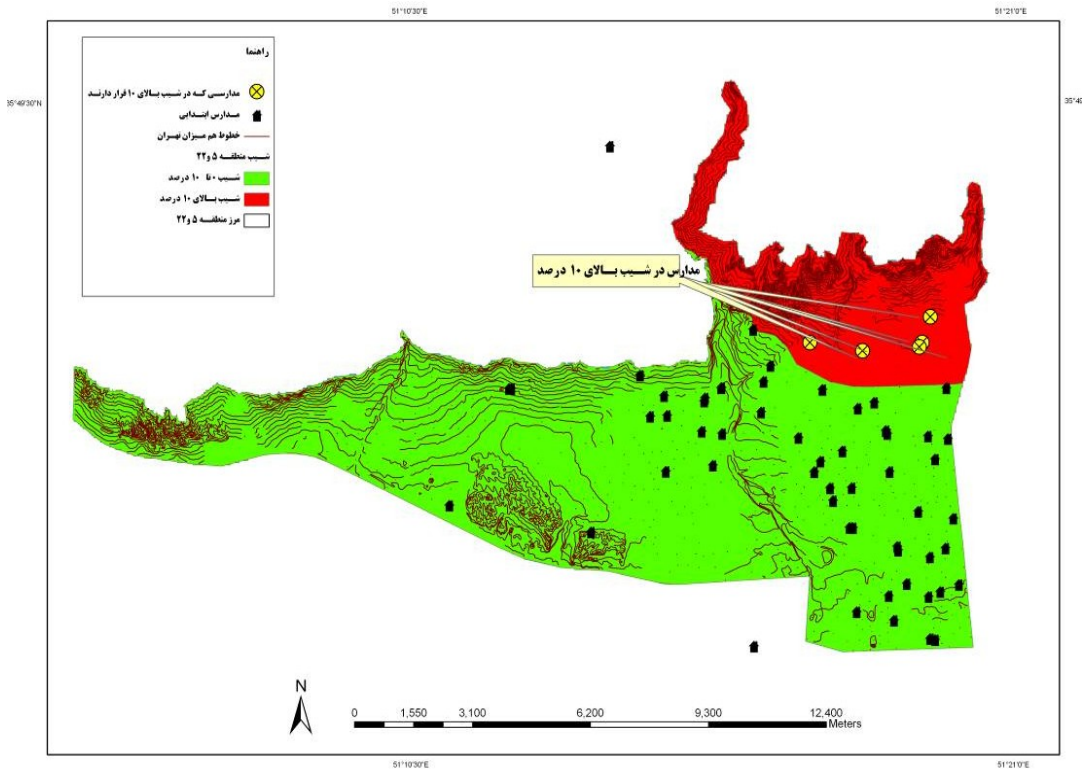 51°10'30"E
51°21'0"E
35°49'30"N
35°49
راهنما
مدارسی که در شیب بالای ۱۰ قرار دارند
مدارس ابتدایی
خطوط هم میزان تهران
شیب منطقه ۵ و ۲۲
شیب ۰ تا ۱۰ درصد
شیب بالای ۱۰ درصد
مرز منطقه ۵ و ۲۲
مدارس در شیب بالای ۱۰ درصد
N
0 1,550 3,100 6,200 9,300 12,400
Meters
51°10'30"E
51°21'0"E